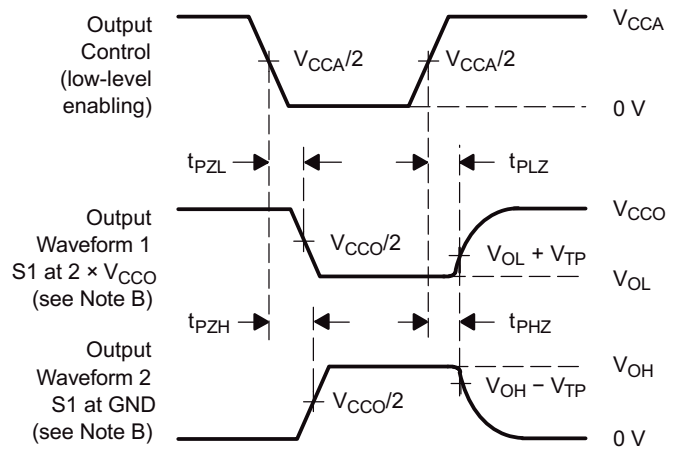 Output
Control
(low-level
enabling)
V_CCA/2
V_CCA/2
V_CCA
0 V
t_PZL
t_PLZ
Output
Waveform 1
S1 at 2 × V_CCO
(see Note B)
V_CCO/2
V_CCO
V_OL + V_TP
V_OL
t_PZH
t_PHZ
Output
Waveform 2
S1 at GND
(see Note B)
V_CCO/2
V_OH
V_OH − V_TP
0 V